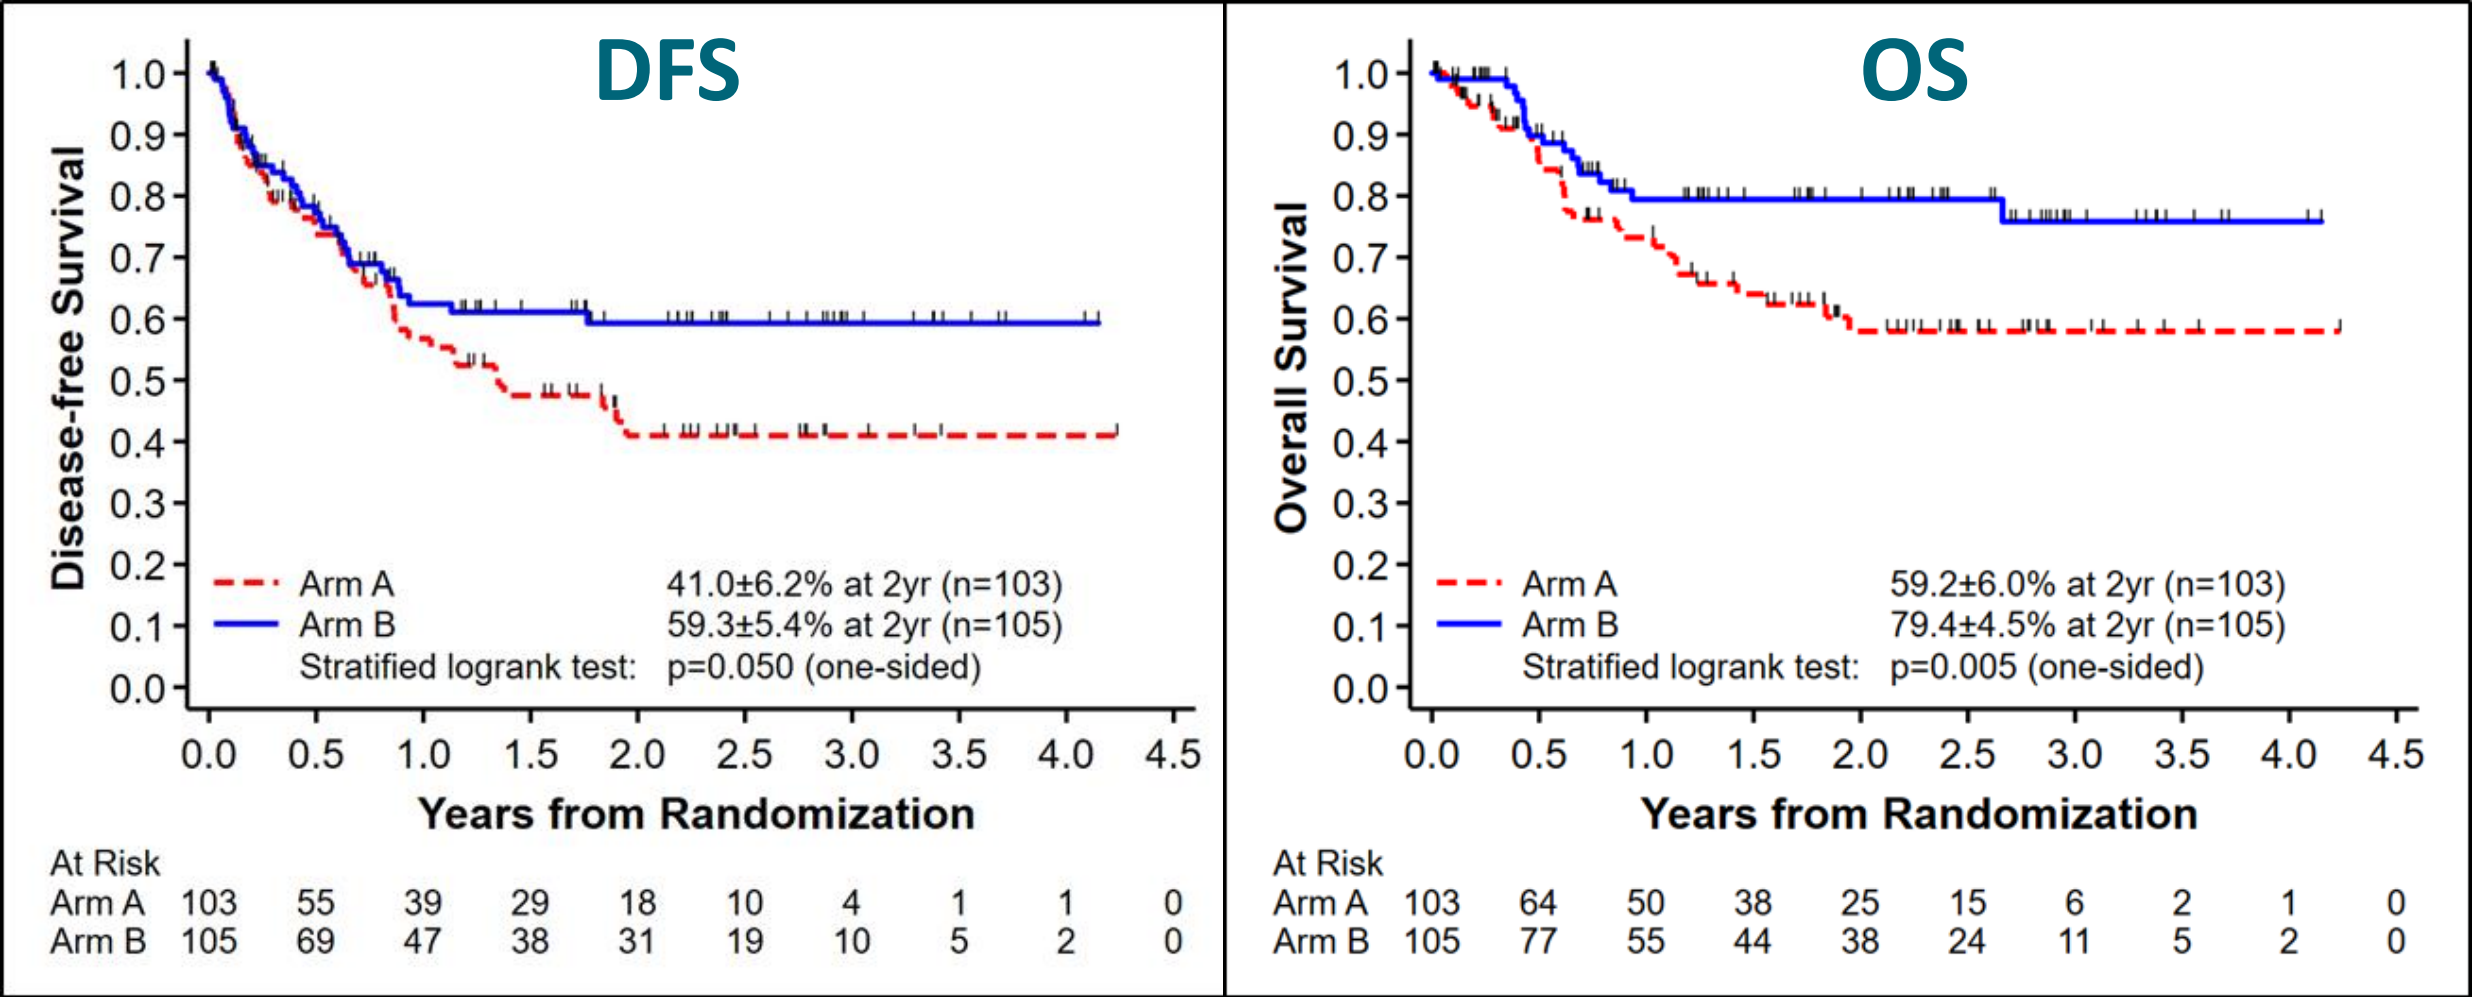 DFS
1.0
0.9
0.8
0.7
0.6
0.5
0.4
0.3
0.2
0.1
0.0
Disease-free Survival
Arm A 41.0±6.2% at 2yr (n=103)
Arm B 59.3±5.4% at 2yr (n=105)
Stratified logrank test: p=0.050 (one-sided)
0.0 0.5 1.0 1.5 2.0 2.5 3.0 3.5 4.0 4.5
Years from Randomization
At Risk
Arm A 103 55 39 29 18 10 4 1 1 0
Arm B 105 69 47 38 31 19 10 5 2 0
OS
1.0
0.9
0.8
0.7
0.6
0.5
0.4
0.3
0.2
0.1
0.0
Overall Survival
Arm A 59.2±6.0% at 2yr (n=103)
Arm B 79.4±4.5% at 2yr (n=105)
Stratified logrank test: p=0.005 (one-sided)
0.0 0.5 1.0 1.5 2.0 2.5 3.0 3.5 4.0 4.5
Years from Randomization
At Risk
Arm A 103 64 50 38 25 15 6 2 1 0
Arm B 105 77 55 44 38 24 11 5 2 0